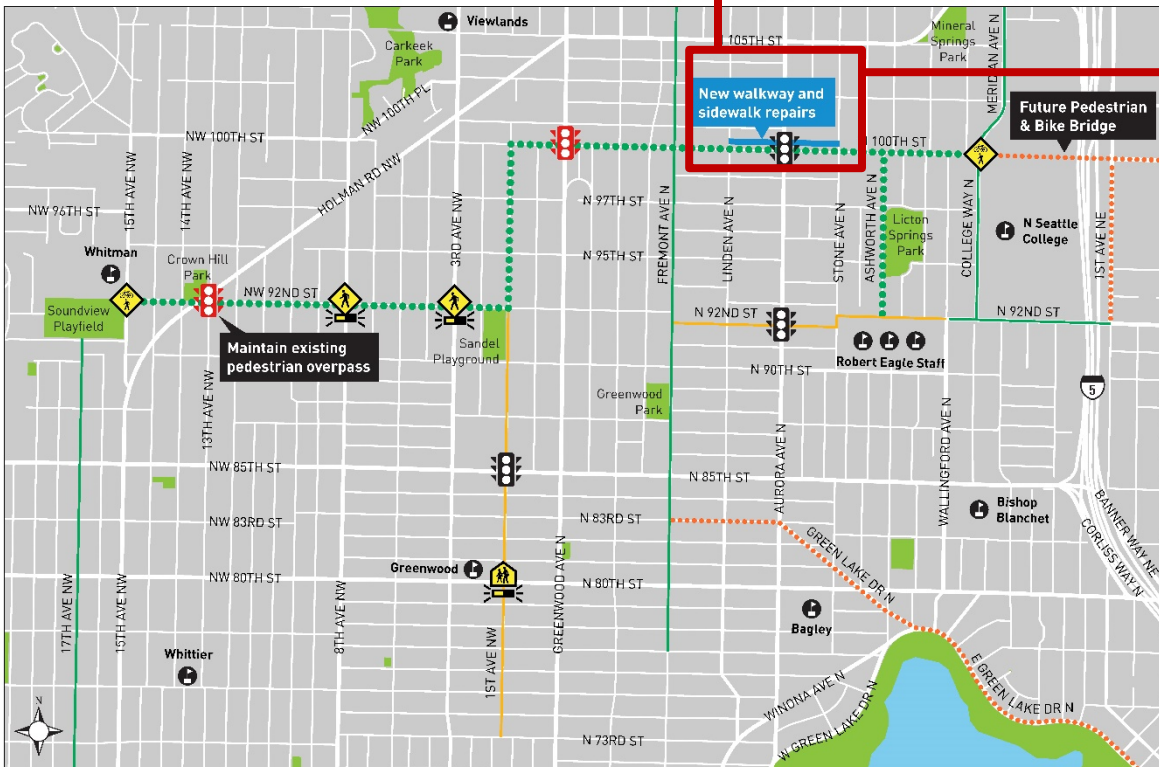 Viewlands
Mineral
Springs
Park
105TH ST
Carkeek
Park
MERIDIAN AVE N
New walkway and
sidewalk repairs
Future Pedestrian
& Bike Bridge
NW 100TH PL
NW 100TH ST
100TH ST
15TH AVE NW
14TH AVE NW
HOLMAN RD NW
3RD AVE NW
N 97TH ST
NW 96TH ST
FREMONT AVE N
LINDEN AVE N
STONE AVE N
ASHWORTH AVE N
Licton
Springs
Park
COLLEGE WAY N
N Seattle
College
1ST AVE NE
Whitman
N 95TH ST
Crown Hill
Park
NW 92ND ST
Soundview
Playfield
N 92ND ST
N 92ND ST
Maintain existing
pedestrian overpass
Sandel
Playground
Robert Eagle Staff
N 90TH ST
Greenwood
Park
5
13TH AVE NW
NW 85TH ST
N 85TH ST
AURORA AVE N
WALLINGFORD AVE N
Bishop
Blanchet
BANNER WAY NE
CORLISS WAY N
NW 83RD ST
N 83RD ST
GREEN LAKE DR N
Greenwood
NW 80TH ST
N 80TH ST
17TH AVE NW
15TH AVE NW
8TH AVE NW
1ST AVE NW
GREENWOOD AVE N
Bagley
Whittier
E GREEN LAKE DR N
WINONA AVE N
W GREEN LAKE DR N
N
N 73RD ST